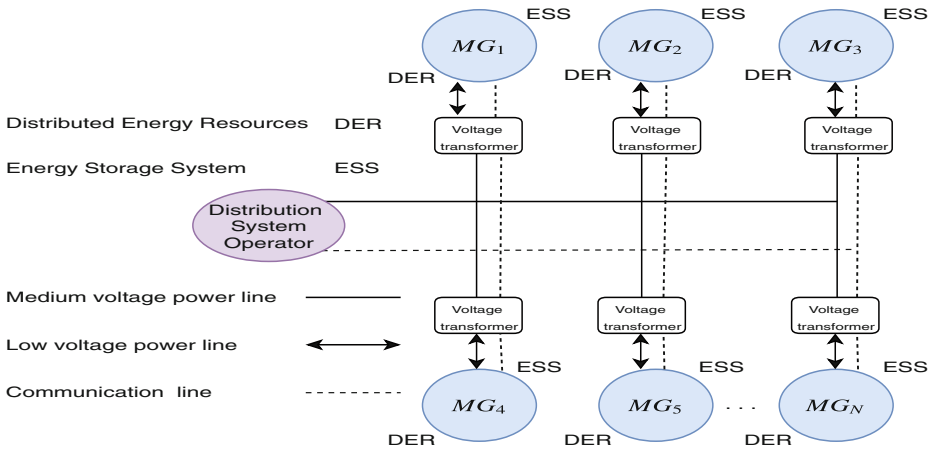 ESS ESS ESS
MG1 MG2 MG3
DER DER DER
Distributed Energy Resources DER
Voltage transformer
Voltage transformer
Voltage transformer
Energy Storage System ESS
Distribution
System
Operator
Medium voltage power line
Voltage transformer
Voltage transformer
Voltage transformer
Low voltage power line
ESS ESS ESS
Communication line
MG4 MG5 . . . MGN
DER DER DER